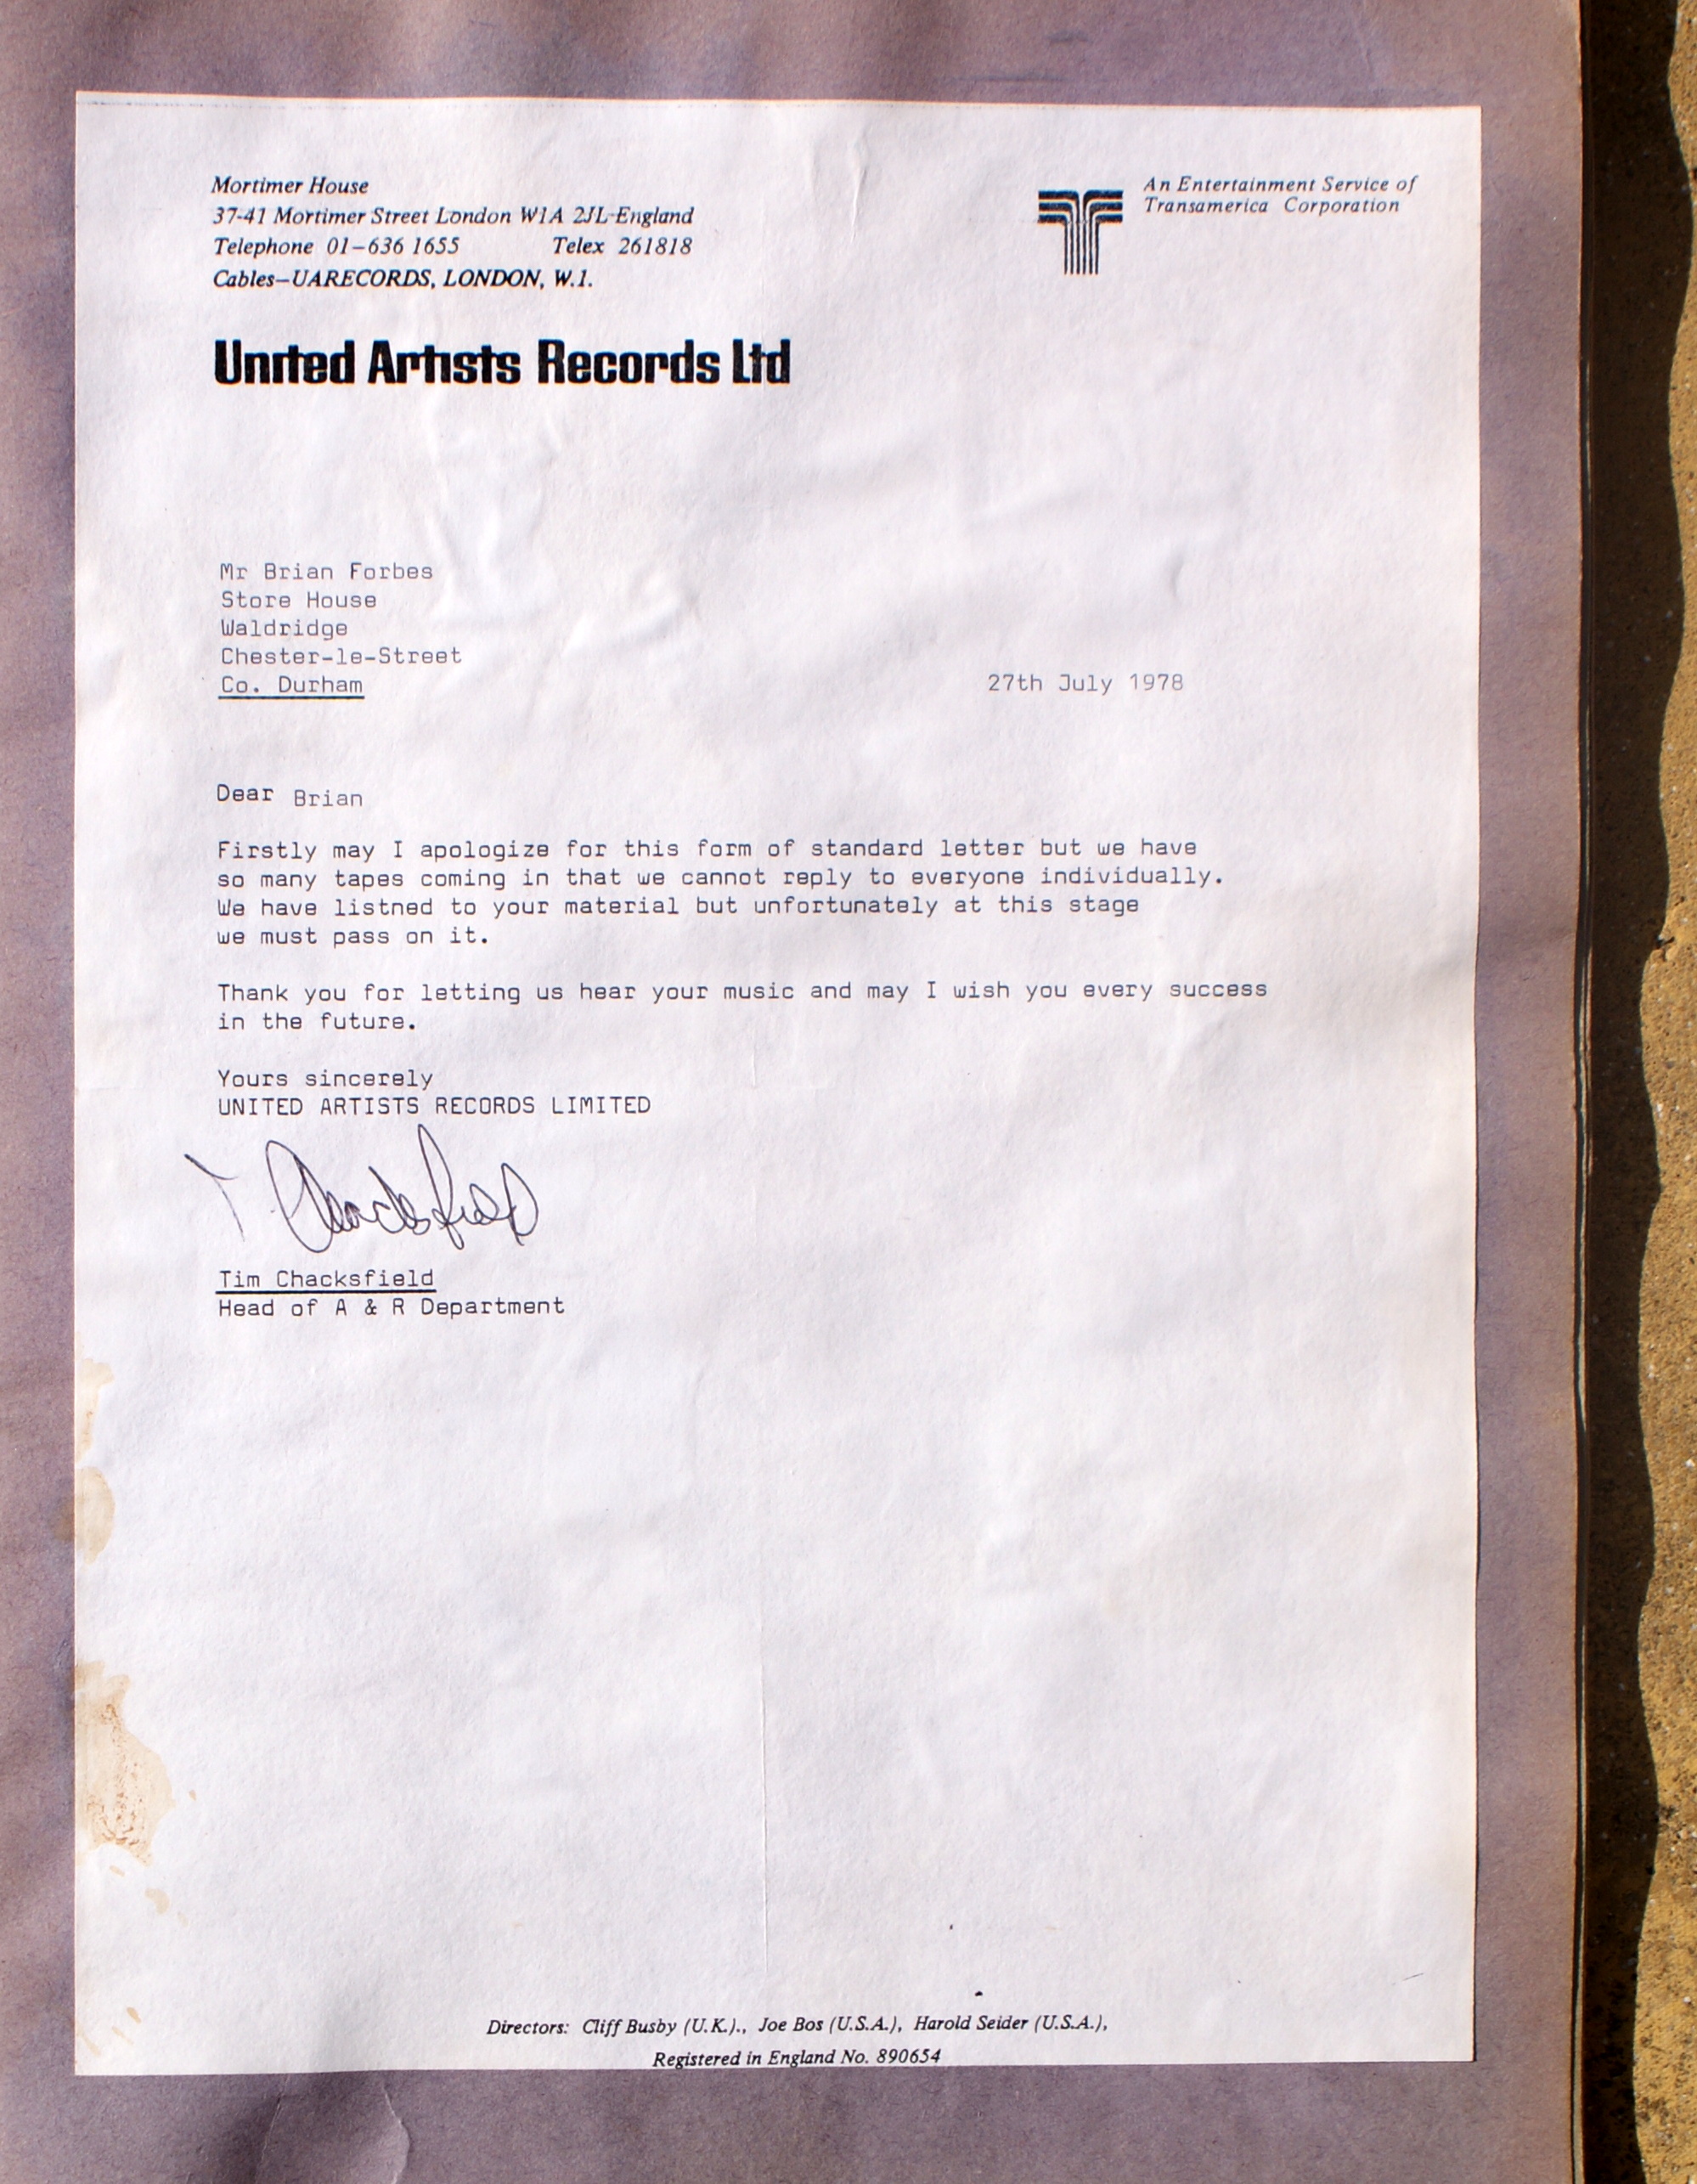 Mortimer House
37-41 Mortimer Street London W1A 2JL England
Telephone 01-636 1655 Telex 261818
Cables-UARECORDS, LONDON, W.1.
An Entertainment Service of
Transamerica Corporation
United Artists Records Ltd
Mr Brian Forbes
Store House
Waldridge
Chester-le-Street
Co. Durham
27th July 1978
Dear Brian
Firstly may I apologize for this form of standard letter but we have
so many tapes coming in that we cannot reply to everyone individually.
We have listned to your material but unfortunately at this stage
we must pass on it.
Thank you for letting us hear your music and may I wish you every success
in the future.
Yours sincerely
UNITED ARTISTS RECORDS LIMITED
T Chacksfield
Tim Chacksfield
Head of A & R Department
Directors: Cliff Busby (U.K.)., Joe Bos (U.S.A.), Harold Seider (U.S.A.),
Registered in England No. 890654